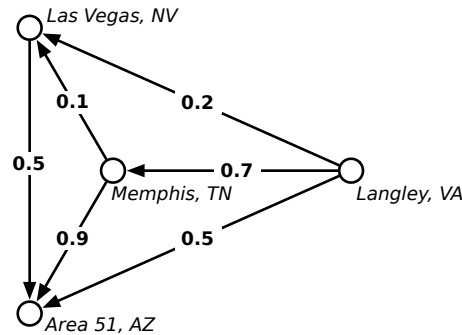 Las Vegas, NV
0.1
0.2
0.5
0.7
Memphis, TN
Langley, VA
0.9
0.5
Area 51, AZ